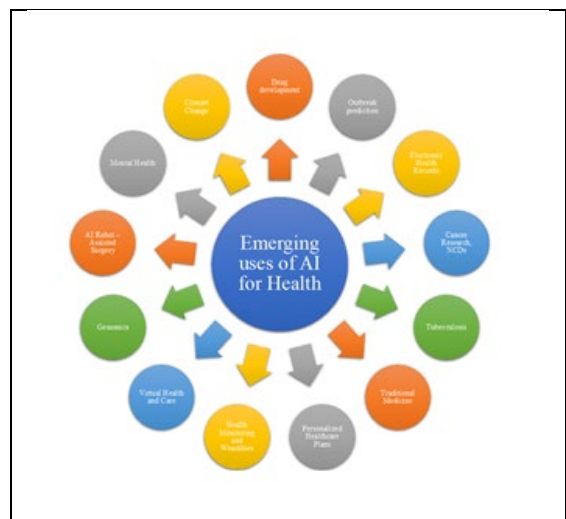 Emerging
uses of AI
for Health
Drug
development
Outbreak
prediction
Electronic
Health
Records
Cancer
Research,
NCDs
Tuberculosis
Traditional
Medicine
Personalized
Healthcare
Plans
Health
Monitoring
and
Virtual Health
and Care
Genomics
AI Robot –
Assisted
Surgery
Mental Health
Climate
Change